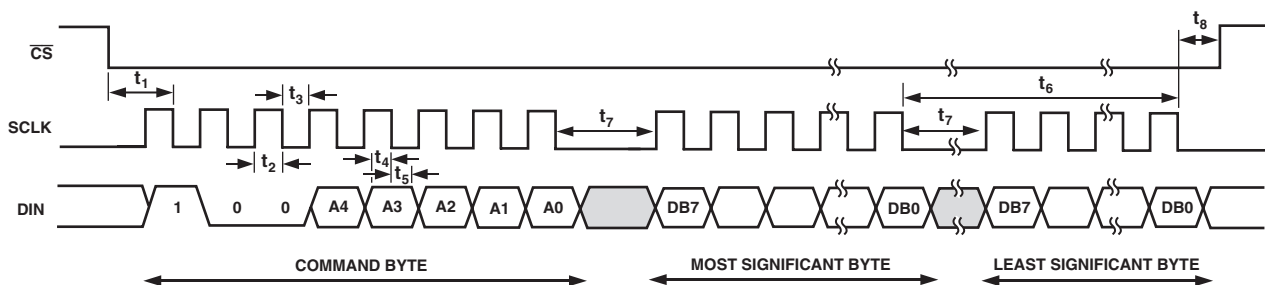 CS
t8
t1
t3
t6
SCLK
t7
t7
t2
t4
t5
DIN
1 0 0 A4 A3 A2 A1 A0 DB7 DB0 DB7 DB0
COMMAND BYTE MOST SIGNIFICANT BYTE LEAST SIGNIFICANT BYTE